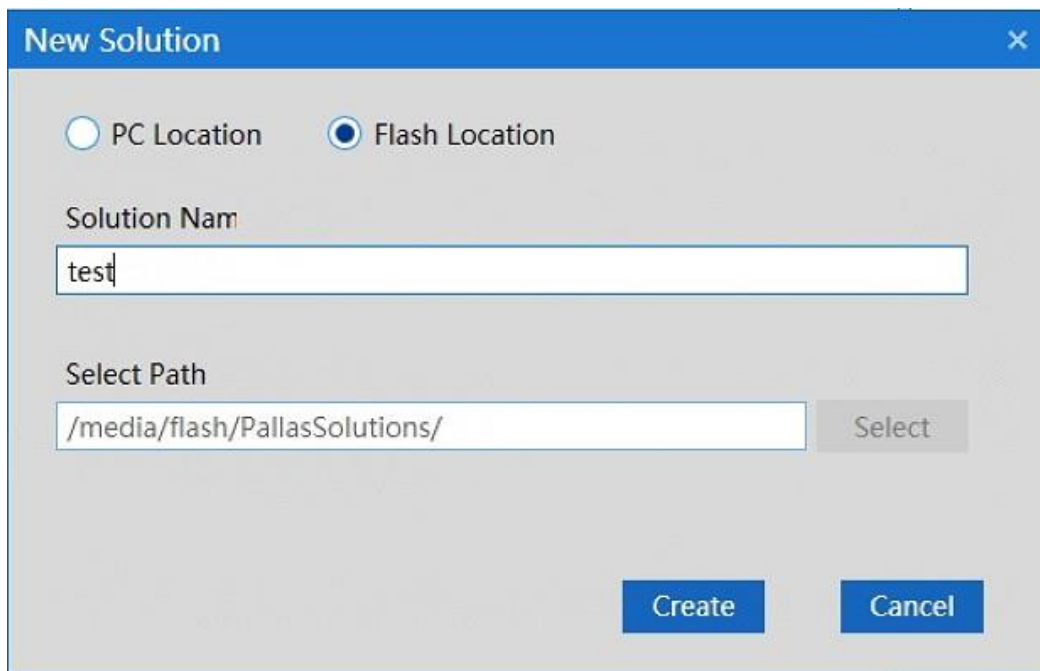 New Solution
PC Location Flash Location
Solution Nam
test
Select Path
/media/flash/PallasSolutions/ Select
Create Cancel